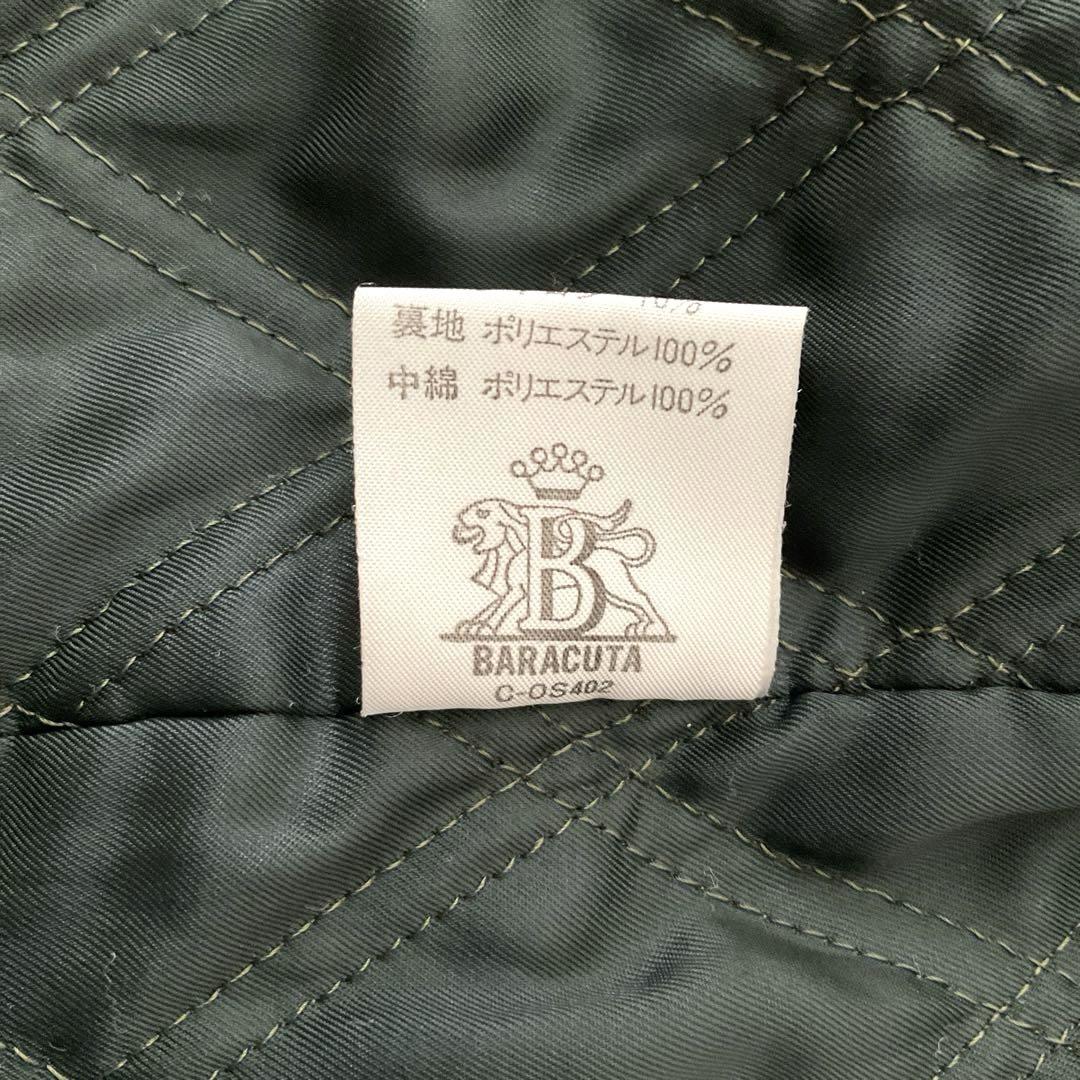 裏地 ポリエステル100%
中綿 ポリエステル100%
B
BARACUTA
C-OS402